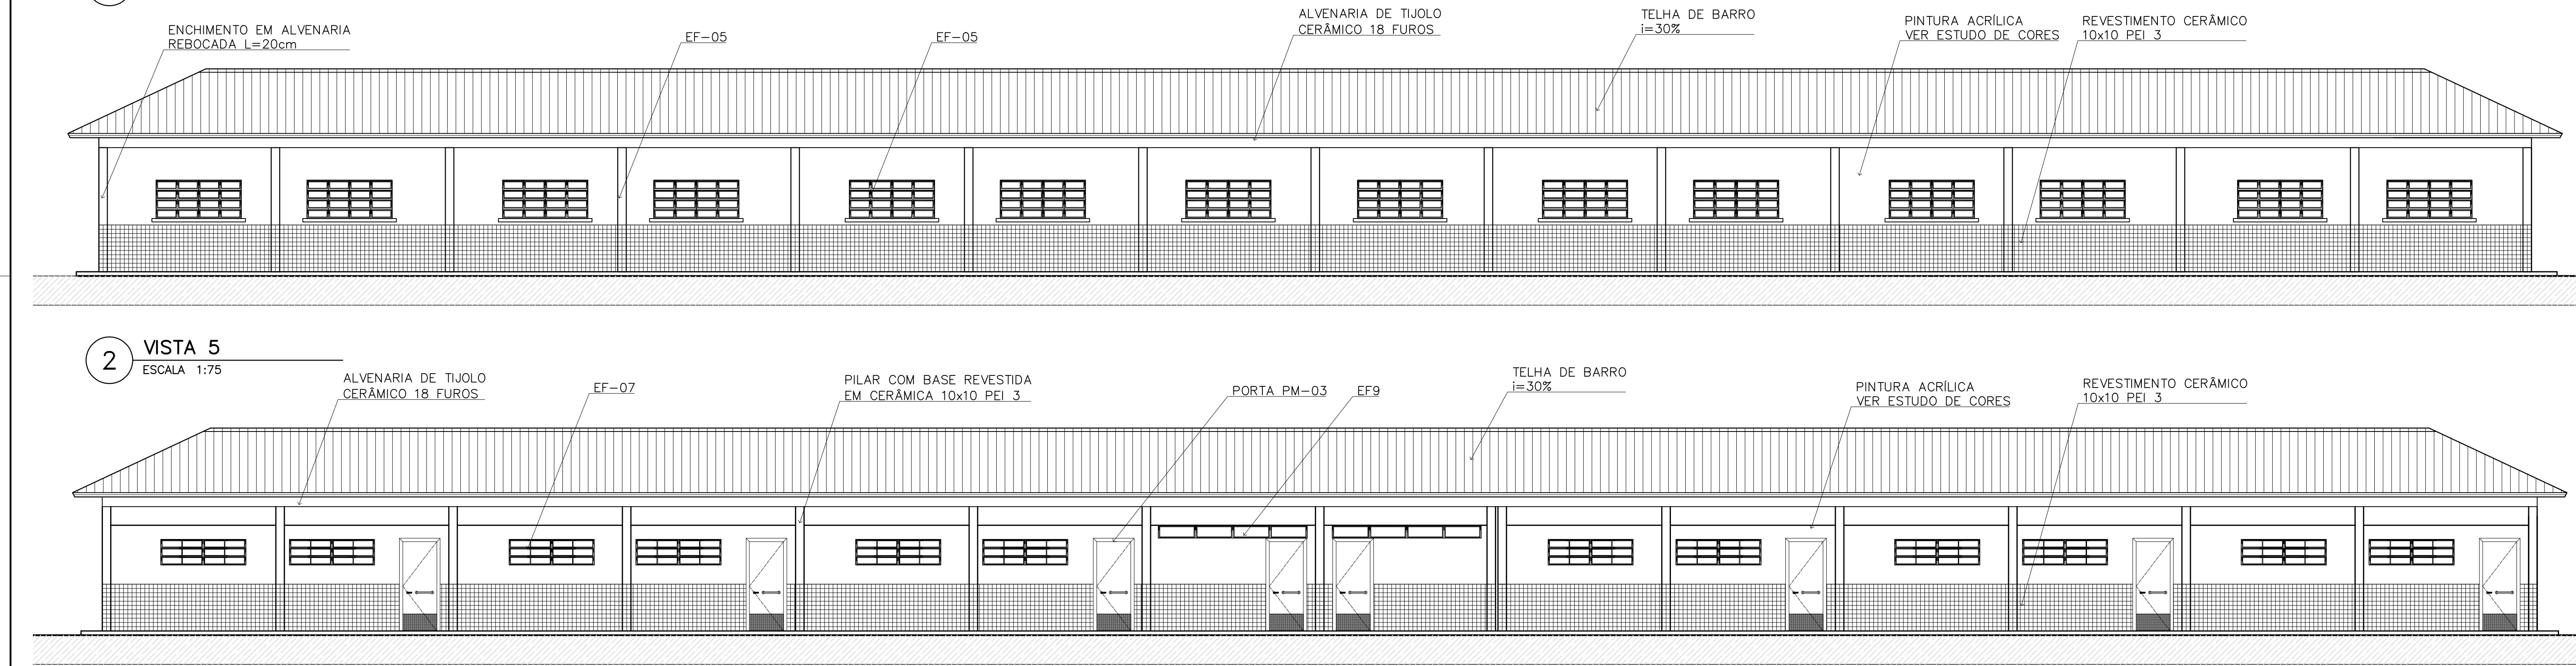 ENCHIMENTO EM ALVENARIA
REBOCADA L=20cm
EF-05
EF-05
ALVENARIA DE TIJOLO
CERÂMICO 18 FUROS
TELHA DE BARRO
i=30%
PINTURA ACRÍLICA
VER ESTUDO DE CORES
REVESTIMENTO CERÂMICO
10x10 PEI 3
2
VISTA 5
ESCALA 1:75
ALVENARIA DE TIJOLO
CERÂMICO 18 FUROS
EF-07
PILAR COM BASE REVESTIDA
EM CERÂMICA 10x10 PEI 3
PORTA PM-03
EF9
TELHA DE BARRO
i=30%
PINTURA ACRÍLICA
VER ESTUDO DE CORES
REVESTIMENTO CERÂMICO
10x10 PEI 3